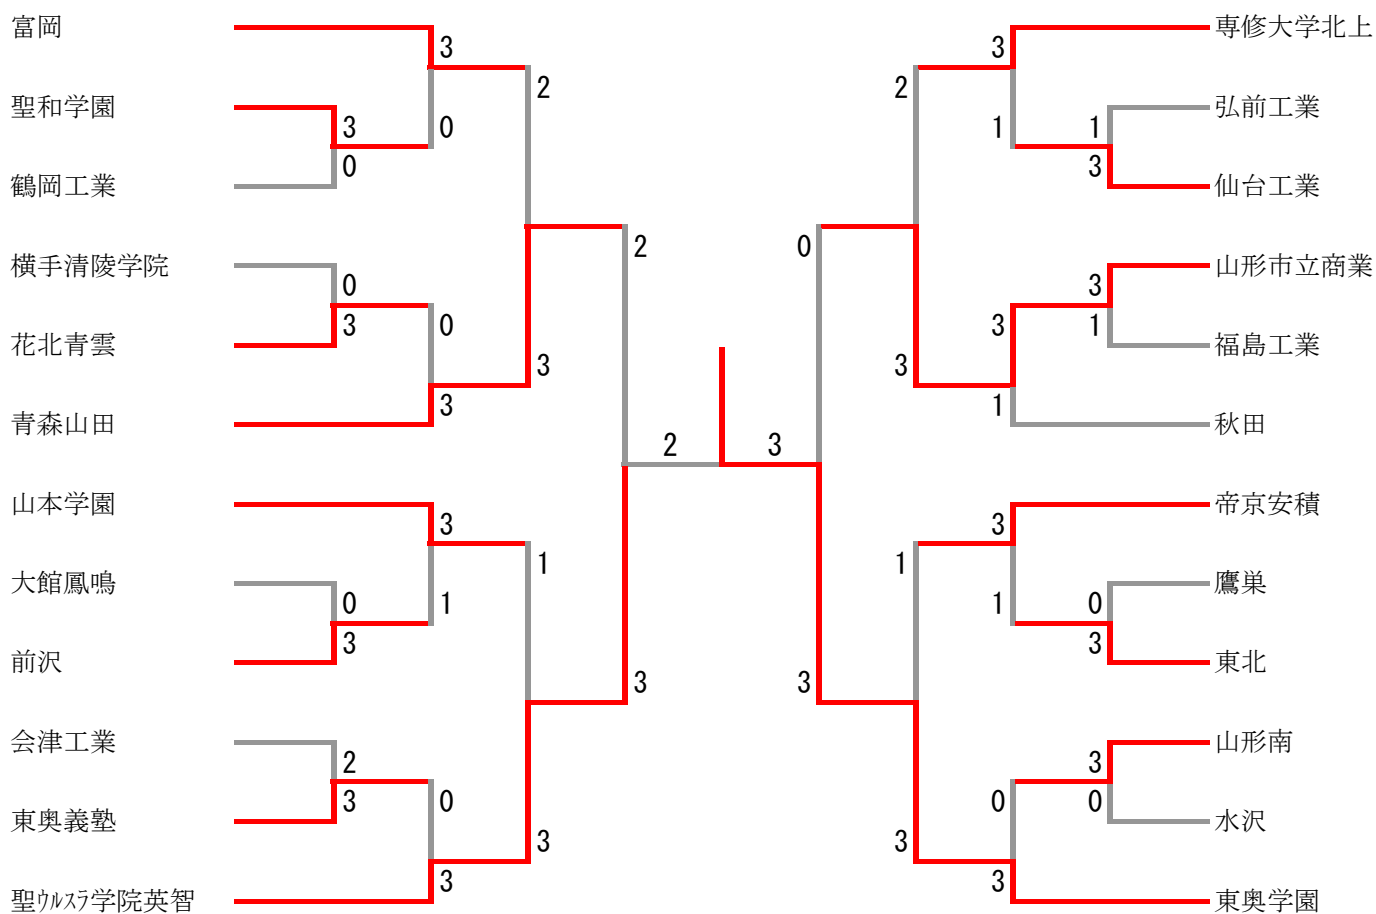 富岡
3
2
聖和学園
3
0
0
鶴岡工業
2
横手清陵学院
0
3
0
花北青雲
3
3
青森山田
2
山本学園
3
1
大館鳳鳴
0
3
1
前沢
3
会津工業
2
3
0
東奥義塾
3
3
聖ウルスラ学院英智
専修大学北上
3
2
弘前工業
1
1
3
仙台工業
0
山形市立商業
3
1
3
福島工業
3
1
秋田
3
帝京安積
3
1
鷹巣
0
1
3
東北
3
山形南
3
0
0
水沢
3
3
東奥学園